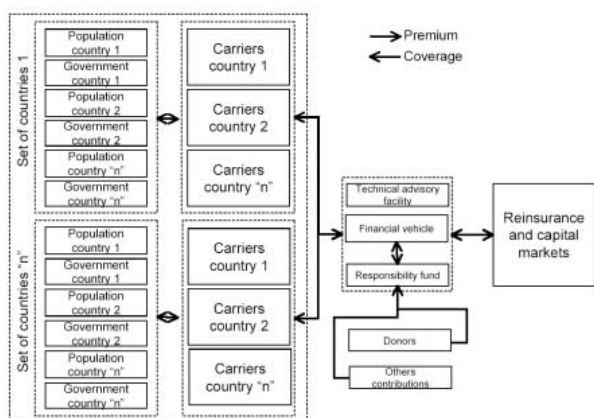 Set of countries 1
Population
country 1
Government
country 1
Population
country 2
Government
country 2
Population
country "n"
Government
country "n"
Carriers
country 1
Carriers
country 2
Carriers
country "n"
Set of countries "n"
Population
country 1
Government
country 1
Population
country 2
Government
country 2
Population
country "n"
Government
country "n"
Carriers
country 1
Carriers
country 2
Carriers
country "n"
Premium
Coverage
Technical advisory
facility
Financial vehicle
Responsibility fund
Donors
Others
contributions
Reinsurance
and capital
markets